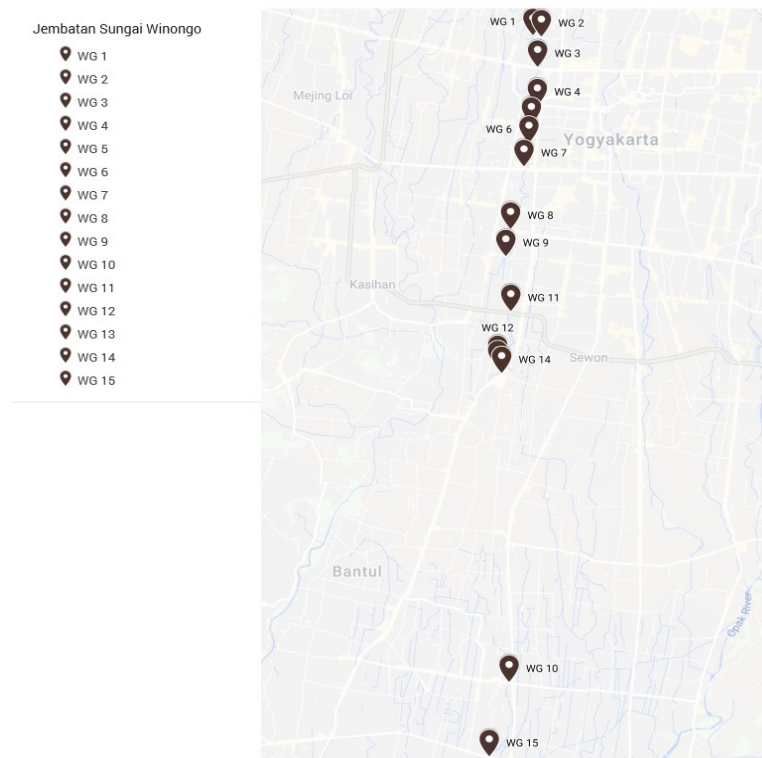 Jembatan Sungai Winongo
WG 1
WG 2
WG 3
WG 4
WG 5
WG 6
WG 7
WG 8
WG 9
WG 10
WG 11
WG 12
WG 13
WG 14
WG 15
WG 1
WG 2
WG 3
Mejing Lor
WG 4
WG 6
Yogyakarta
WG 7
WG 8
WG 9
Kasihan
WG 11
WG 12
Sewon
WG 14
Bantul
Opak River
WG 10
WG 15